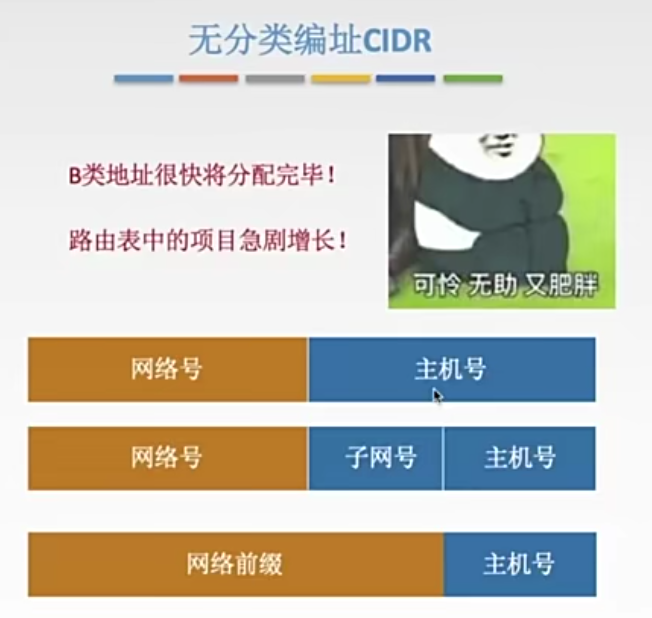 无分类编址CIDR
B类地址很快将分配完毕！
路由表中的项目急剧增长！
可怜 无助 又肥胖
网络号 主机号
网络号 子网号 主机号
网络前缀 主机号